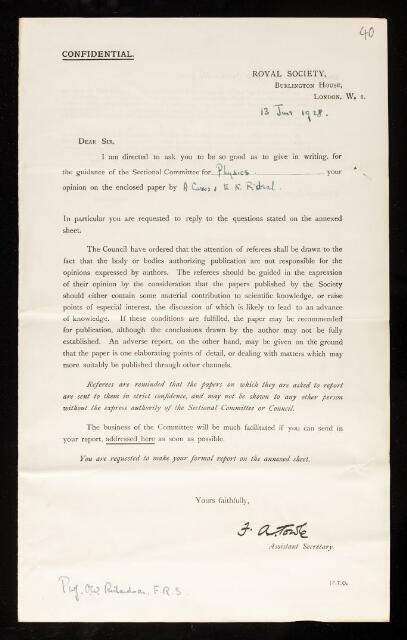 40
CONFIDENTIAL.
ROYAL SOCIETY,
BURLINGTON HOUSE,
LONDON, W. 1.
13 June 1928.
DEAR SIR,
I am directed to ask you to be so good as to give in writing, for
the guidance of the Sectional Committee for Physics your
opinion on the enclosed paper by A. & E. K. Rideal.
In particular you are requested to reply to the questions stated on the annexed
sheet.
The Council have ordered that the attention of referees shall be drawn to the
fact that the body or bodies authorizing publication are not responsible for the
opinions expressed by authors. The referees should be guided in the expression
of their opinion by the consideration that the papers published by the Society
should either contain some material contribution to scientific knowledge, or raise
points of especial interest, the discussion of which is likely to lead to an advance
of knowledge. If these conditions are fulfilled, the paper may be recommended
for publication, although the conclusions drawn by the author may not be fully
established. An adverse report, on the other hand, may be given on the ground
that the paper is one elaborating points of detail, or dealing with matters which may
more suitably be published through other channels.
Referees are reminded that the papers on which they are asked to report
are sent to them in strict confidence, and may not be shown to any other person
without the express authority of the Sectional Committee or Council.
The business of the Committee will be much facilitated if you can send in
your report, addressed here as soon as possible.
You are requested to make your formal report on the annexed sheet.
Yours faithfully,
F. A. Towle
Assistant Secretary.
[P.T.O.
Prof. O.W. Richardson, F.R.S.